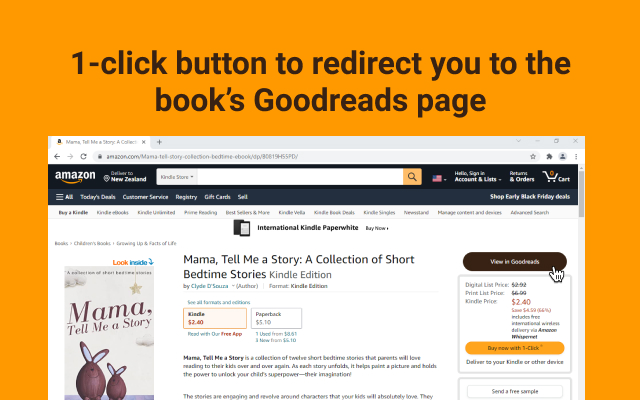 1-click button to redirect you to the
book's Goodreads page
Mama, Tell Me a Story: A Collect
amazon.com/Mama-tell-story-collection-bedtime-ebook/dp/B0819HS5PD/
amazon
Deliver to
New Zealand
Kindle Store
Hello, Sign in
Account & Lists
Returns
& Orders
0
Cart
All Today's Deals Customer Service Registry Gift Cards Sell
Shop Early Black Friday deals
Buy a Kindle Kindle eBooks Kindle Unlimited Prime Reading Best Sellers & More Kindle Vella Kindle Book Deals Kindle Singles Newsstand Manage content and devices Advanced Search
International Kindle Paperwhite Buy Now ›
Books › Children's Books › Growing Up & Facts of Life
Look inside
A collection of short bedtime stories
Mama,
Tell Me a Story
Mama, Tell Me a Story: A Collection of Short
Bedtime Stories Kindle Edition
by Clyde D'Souza (Author) Format: Kindle Edition
See all formats and editions
Kindle
$2.40
Paperback
$5.10
Read with Our Free App
1 Used from $8.61
3 New from $5.10
Mama, Tell Me a Story is a collection of twelve short bedtime stories that parents will love
reading to their kids over and over again. As each story unfolds, it helps paint a picture and holds
the power to unlock your child's superpower—their imagination!
The stories are engaging and revolve around characters that your kids will absolutely love. They
View in Goodreads
Digital List Price: $2.92
Print List Price: $6.99
Kindle Price: $2.40
Save $4.59 (66%)
includes free
international wireless
delivery via Amazon
Whispernet
Buy now with 1-Click
Deliver to your Kindle or other device
Send a free sample